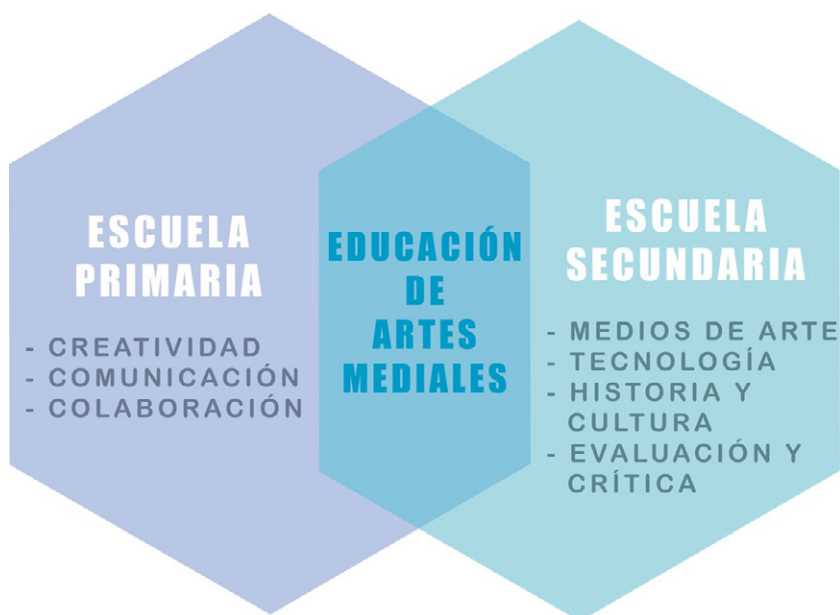 ESCUELA
PRIMARIA
- CREATIVIDAD
- COMUNICACIÓN
- COLABORACIÓN
EDUCACIÓN
DE
ARTES
MEDIALES
ESCUELA
SECUNDARIA
- MEDIOS DE ARTE
- TECNOLOGÍA
- HISTORIA Y
CULTURA
- EVALUACIÓN Y
CRÍTICA